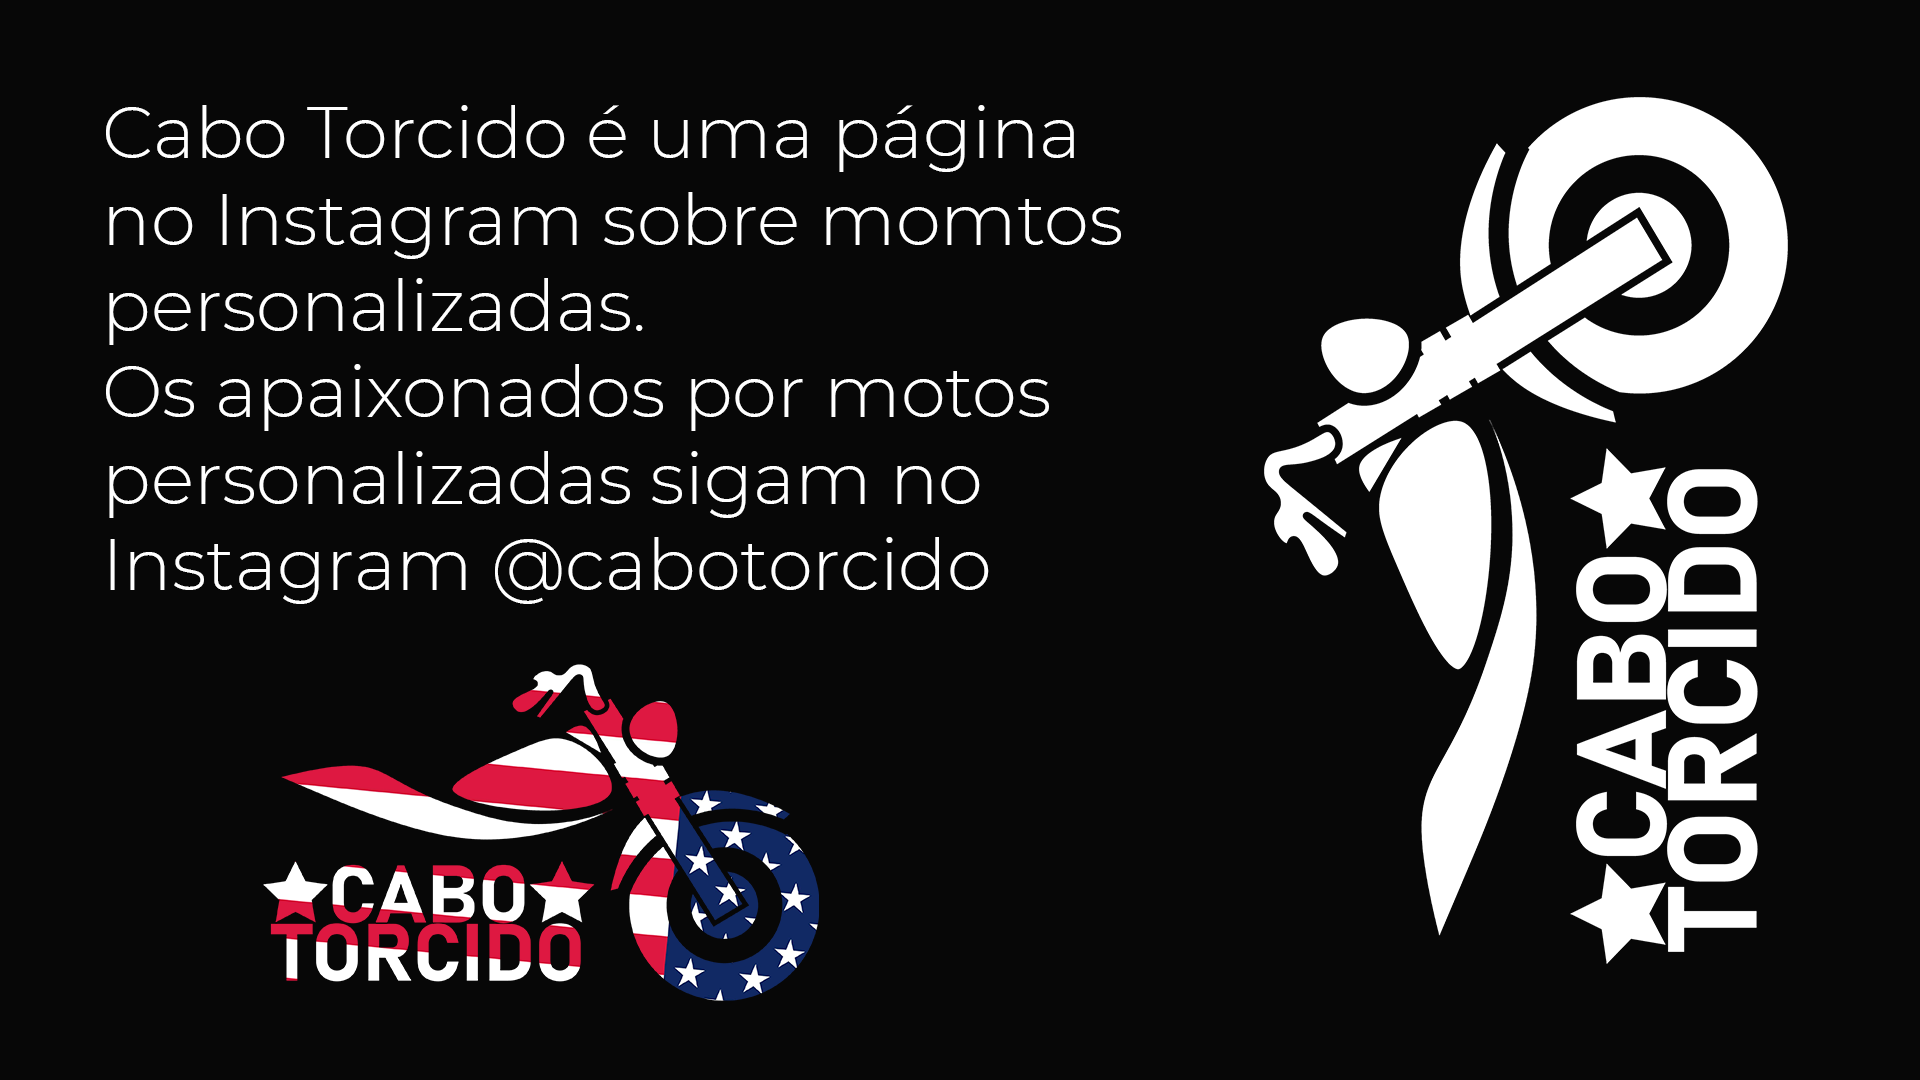 Cabo Torcido é uma página
no Instagram sobre momtos
personalizadas.
Os apaixonados por motos
personalizadas sigam no
Instagram @cabotorcido
CABO
TORCIDO
CABO
TORCIDO